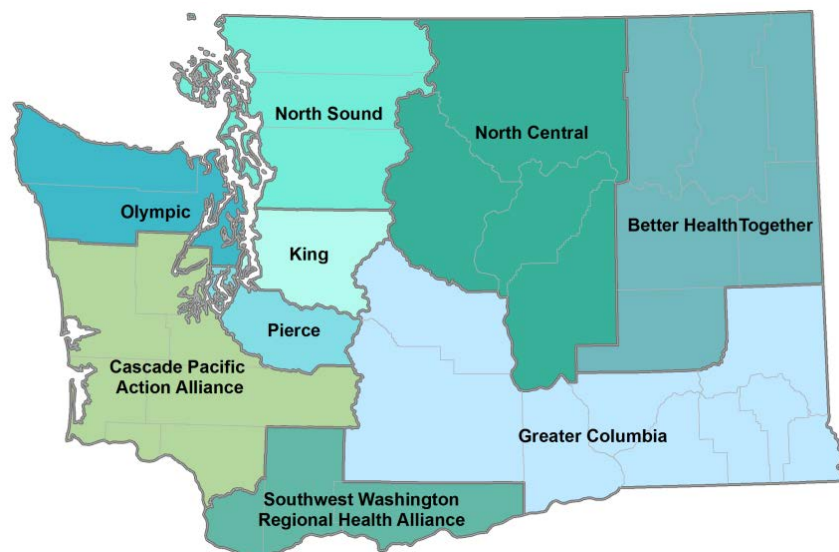 North Sound
North Central
Olympic
Better HealthTogether
King
Pierce
Cascade Pacific
Action Alliance
Greater Columbia
Southwest Washington
Regional Health Alliance